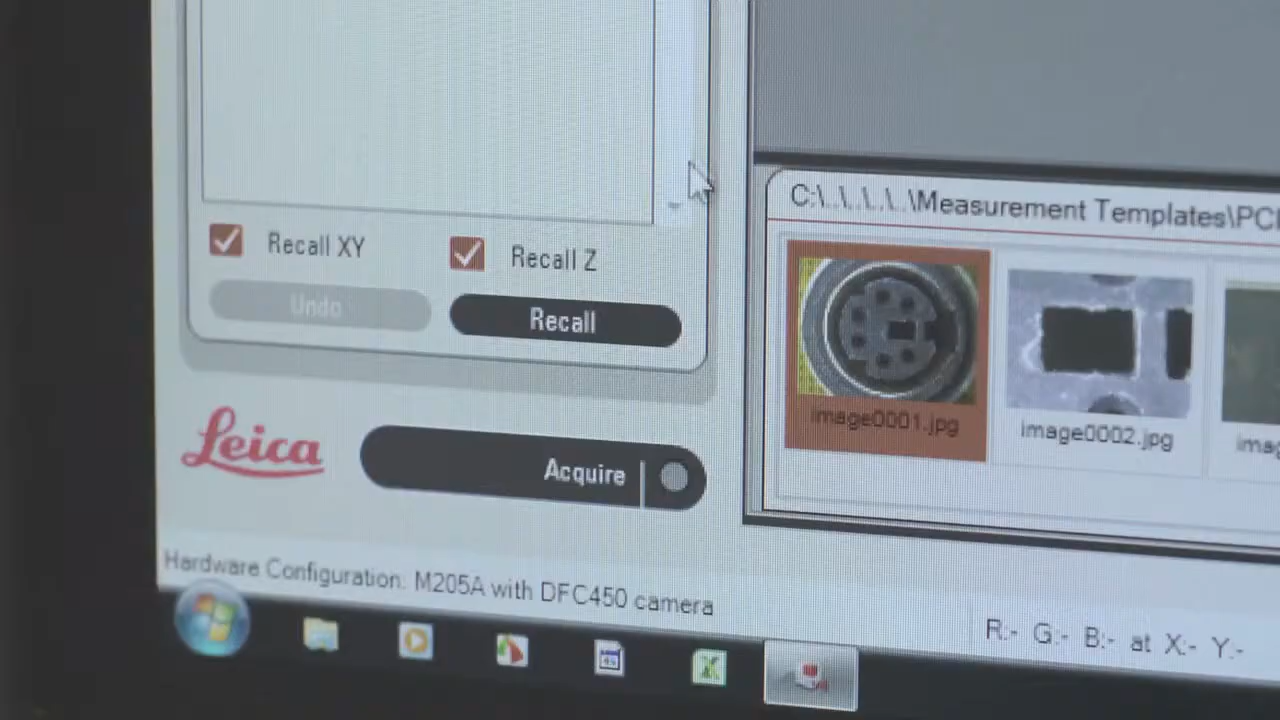 C:\..\..\..\..\Measurement Templates\PC
Recall XY
Recall Z
Undo
Recall
image0001.jpg
image0002.jpg
Leica
Acquire
Hardware Configuration: M205A with DFC450 camera
R:- G:- B:- at X:- Y:-